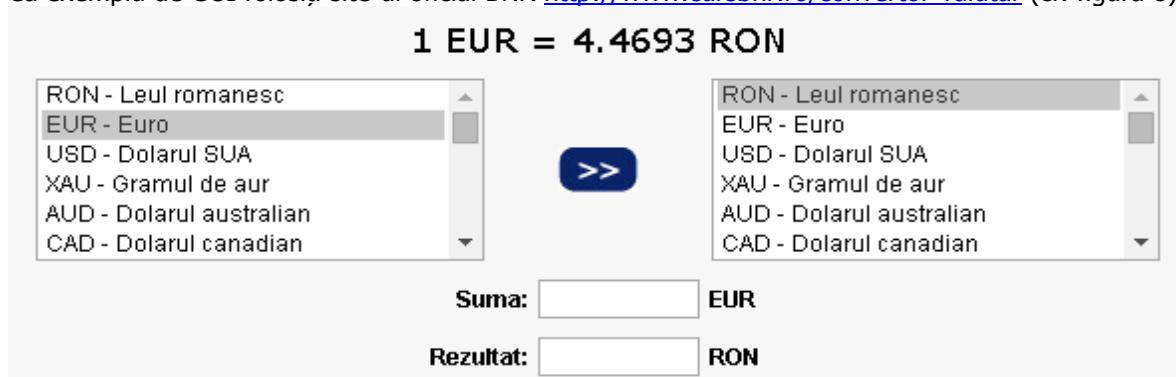 1 EUR = 4.4693 RON
RON - Leul romanesc
EUR - Euro
USD - Dolarul SUA
XAU - Gramul de aur
AUD - Dolarul australian
CAD - Dolarul canadian
>>
RON - Leul romanesc
EUR - Euro
USD - Dolarul SUA
XAU - Gramul de aur
AUD - Dolarul australian
CAD - Dolarul canadian
Suma: EUR
Rezultat: RON